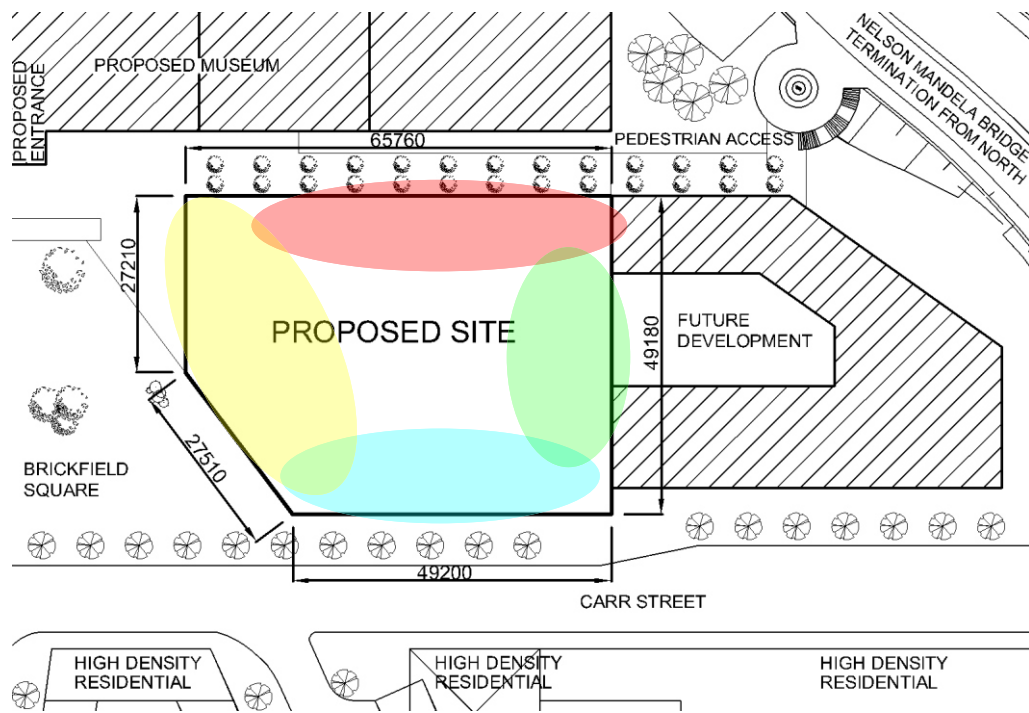 PROPOSED MUSEUM
PROPOSED
ENTRANCE
NELSON MANDELA BRIDGE
TERMINATION FROM NORTH
65760
PEDESTRIAN ACCESS
27210
PROPOSED SITE
49180
FUTURE
DEVELOPMENT
27510
BRICKFIELD
SQUARE
49200
CARR STREET
HIGH DENSITY
RESIDENTIAL
HIGH DENSITY
RESIDENTIAL
HIGH DENSITY
RESIDENTIAL